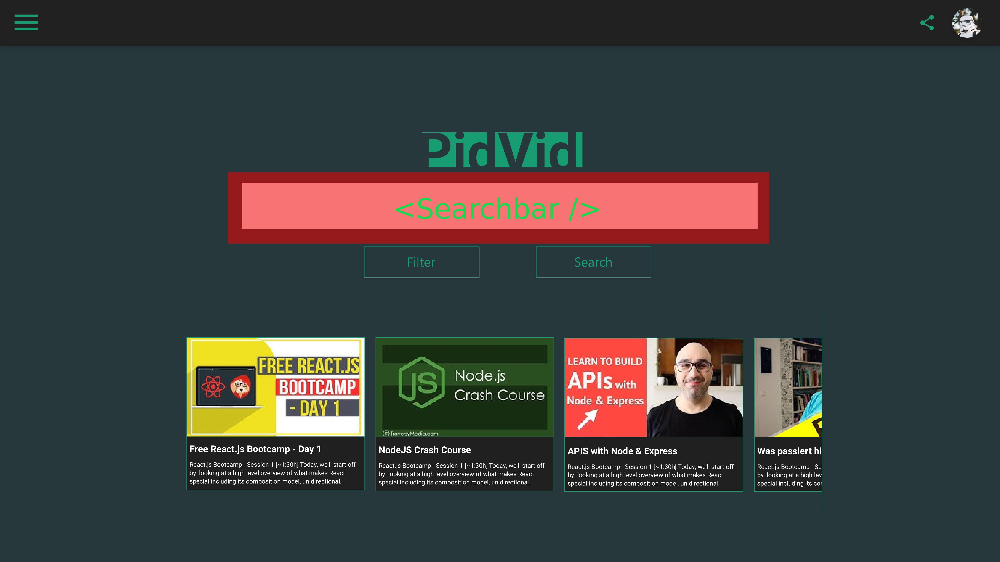 PidVid
<Searchbar />
Filter
Search
FREE REACT.JS
BOOTCAMP
- DAY 1
Free React.js Bootcamp - Day 1
React.js Bootcamp - Session 1 [~1:30h] Today, we'll start off
by  looking at a high level overview of what makes React
special including its composition model, unidirectional.
JS
Node.js
Crash Course
TraversyMedia.com
NodeJS Crash Course
React.js Bootcamp - Session 1 [~1:30h] Today, we'll start off
by  looking at a high level overview of what makes React
special including its composition model, unidirectional.
LEARN TO BUILD
APIs with
Node & Express
APIS with Node & Express
React.js Bootcamp - Session 1 [~1:30h] Today, we'll start off
by  looking at a high level overview of what makes React
special including its composition model, unidirectional.
Was passiert hi
React.js Bootcamp - Se
by  looking at a high lev
special including its cor